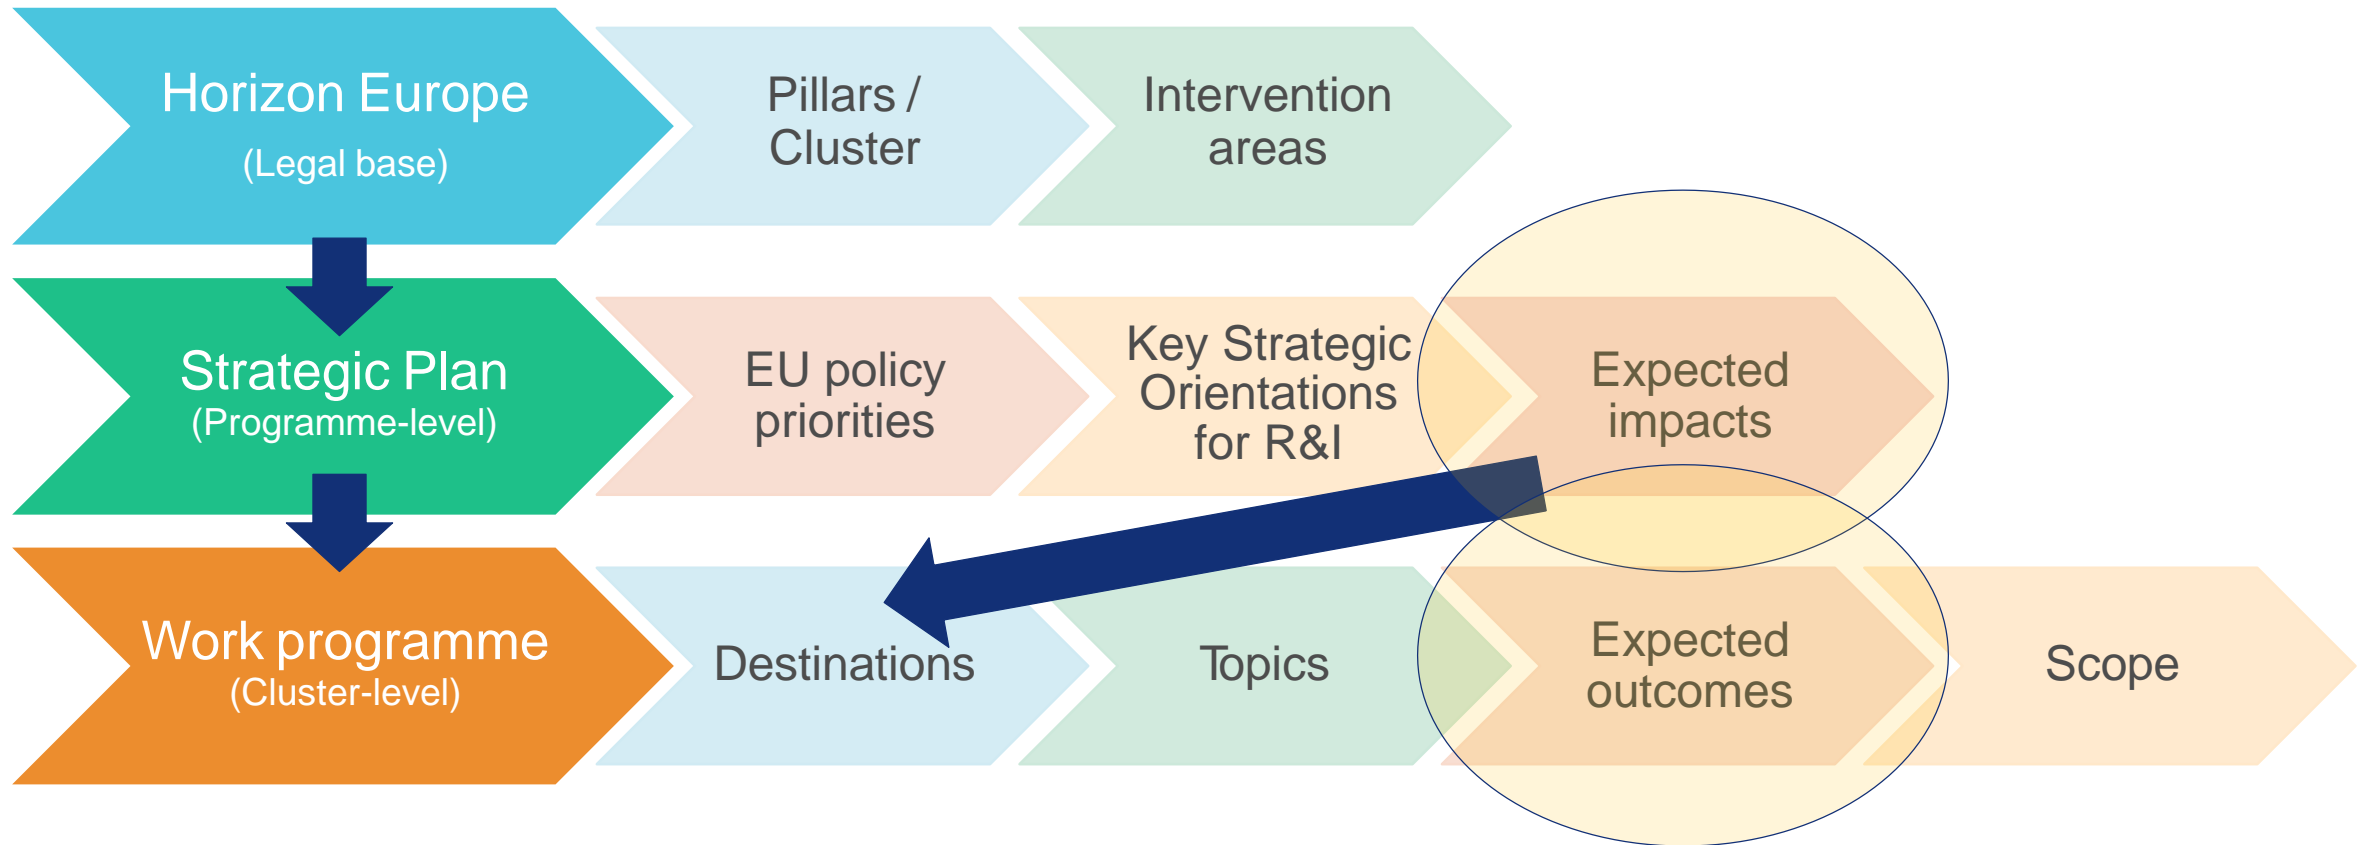 Horizon Europe
(Legal base)
Pillars /
Cluster
Intervention
areas
Strategic Plan
(Programme-level)
EU policy
priorities
Key Strategic
Orientations
for R&I
Expected
impacts
Work programme
(Cluster-level)
Destinations
Topics
Expected
outcomes
Scope